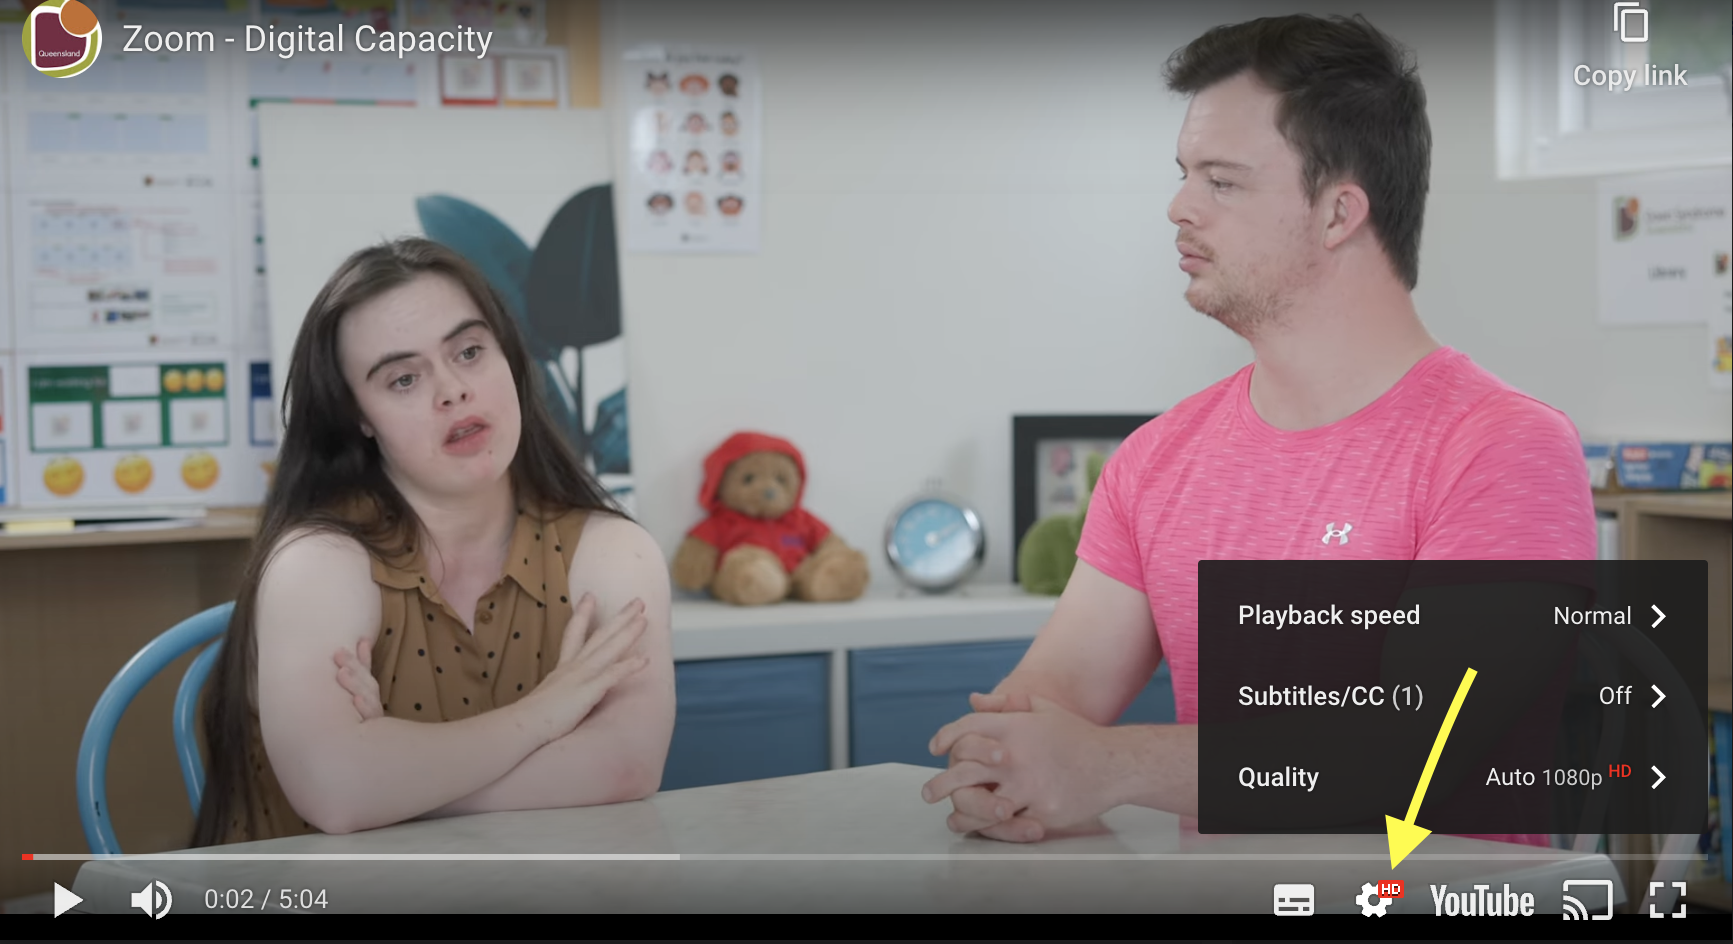 Queensland
Zoom - Digital Capacity
Copy link
Playback speed Normal
Subtitles/CC (1) Off
Quality Auto 1080p HD
0:02 / 5:04
HD
YouTube